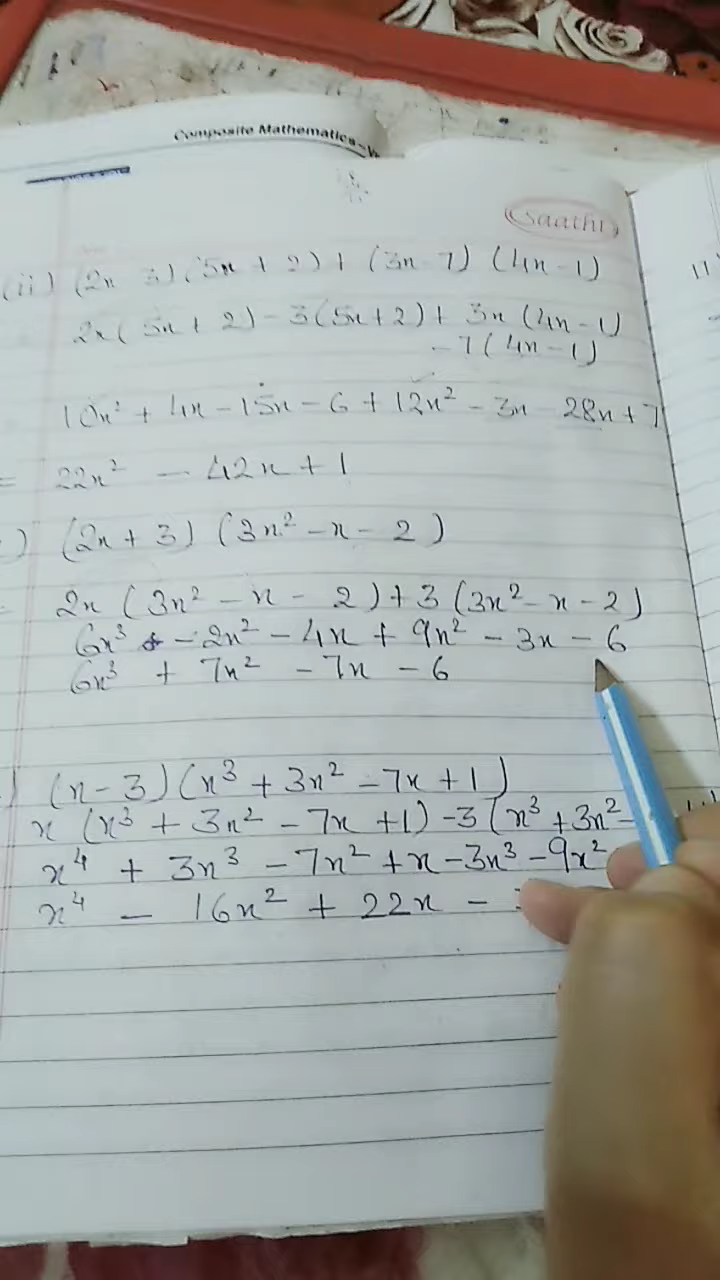 Composite Mathematics
Saathi
(ii) (2x 3) (5x + 2) + (3x - 7) (4x - 1)
2x (5x + 2) - 3 (5x + 2) + 3x (4x - 1)
- 7 (4x - 1)
10x² + 4x - 15x - 6 + 12x² - 3x - 28x + 7
= 22x² - 42x + 1
) (2x + 3) (3x² - x - 2)
2x (3x² - x - 2) + 3 (3x² - x - 2)
6x³ - 2x² - 4x + 9x² - 3x - 6
6x³ + 7x² - 7x - 6
) (x - 3) (x³ + 3x² - 7x + 1)
x (x³ + 3x² - 7x + 1) - 3 (x³ + 3x² -
x⁴ + 3x³ - 7x² + x - 3x³ - 9x²
x⁴ - 16x² + 22x -